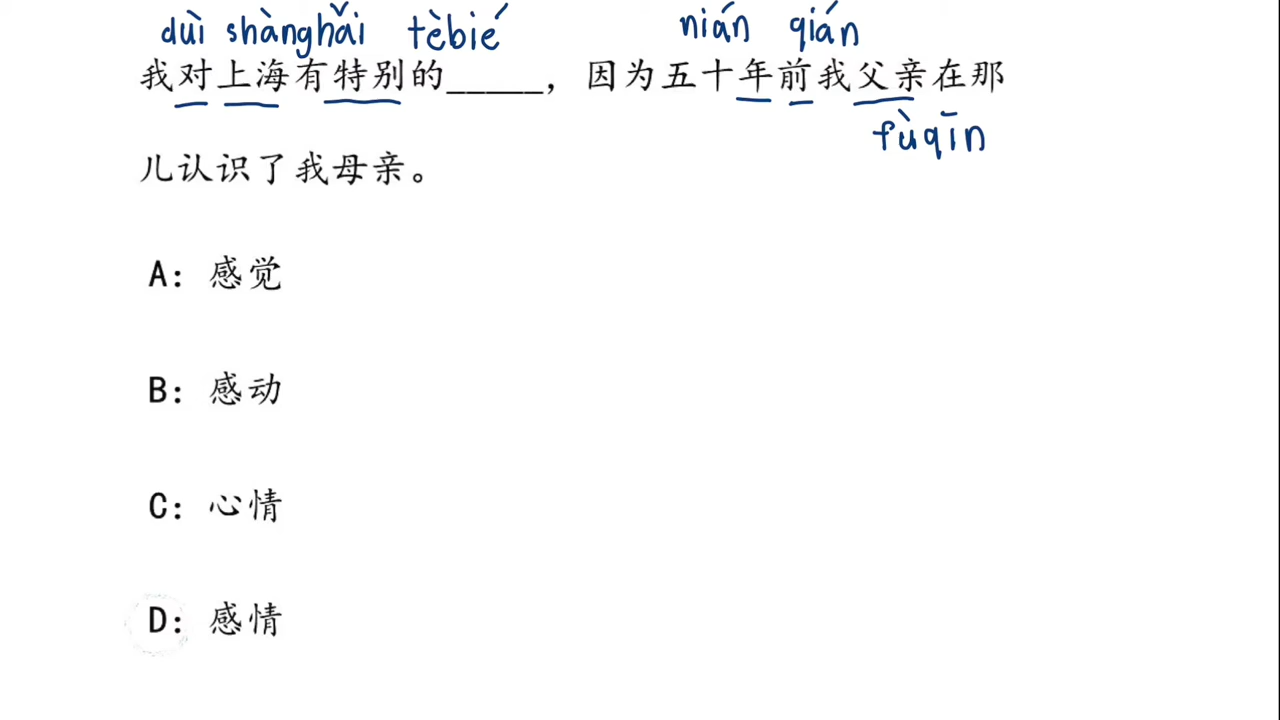 duì shànghǎi tèbié nián qián
我对上海有特别的_____，因为五十年前我父亲在那
fùqīn
儿认识了我母亲。
A：感觉
B：感动
C：心情
D：感情